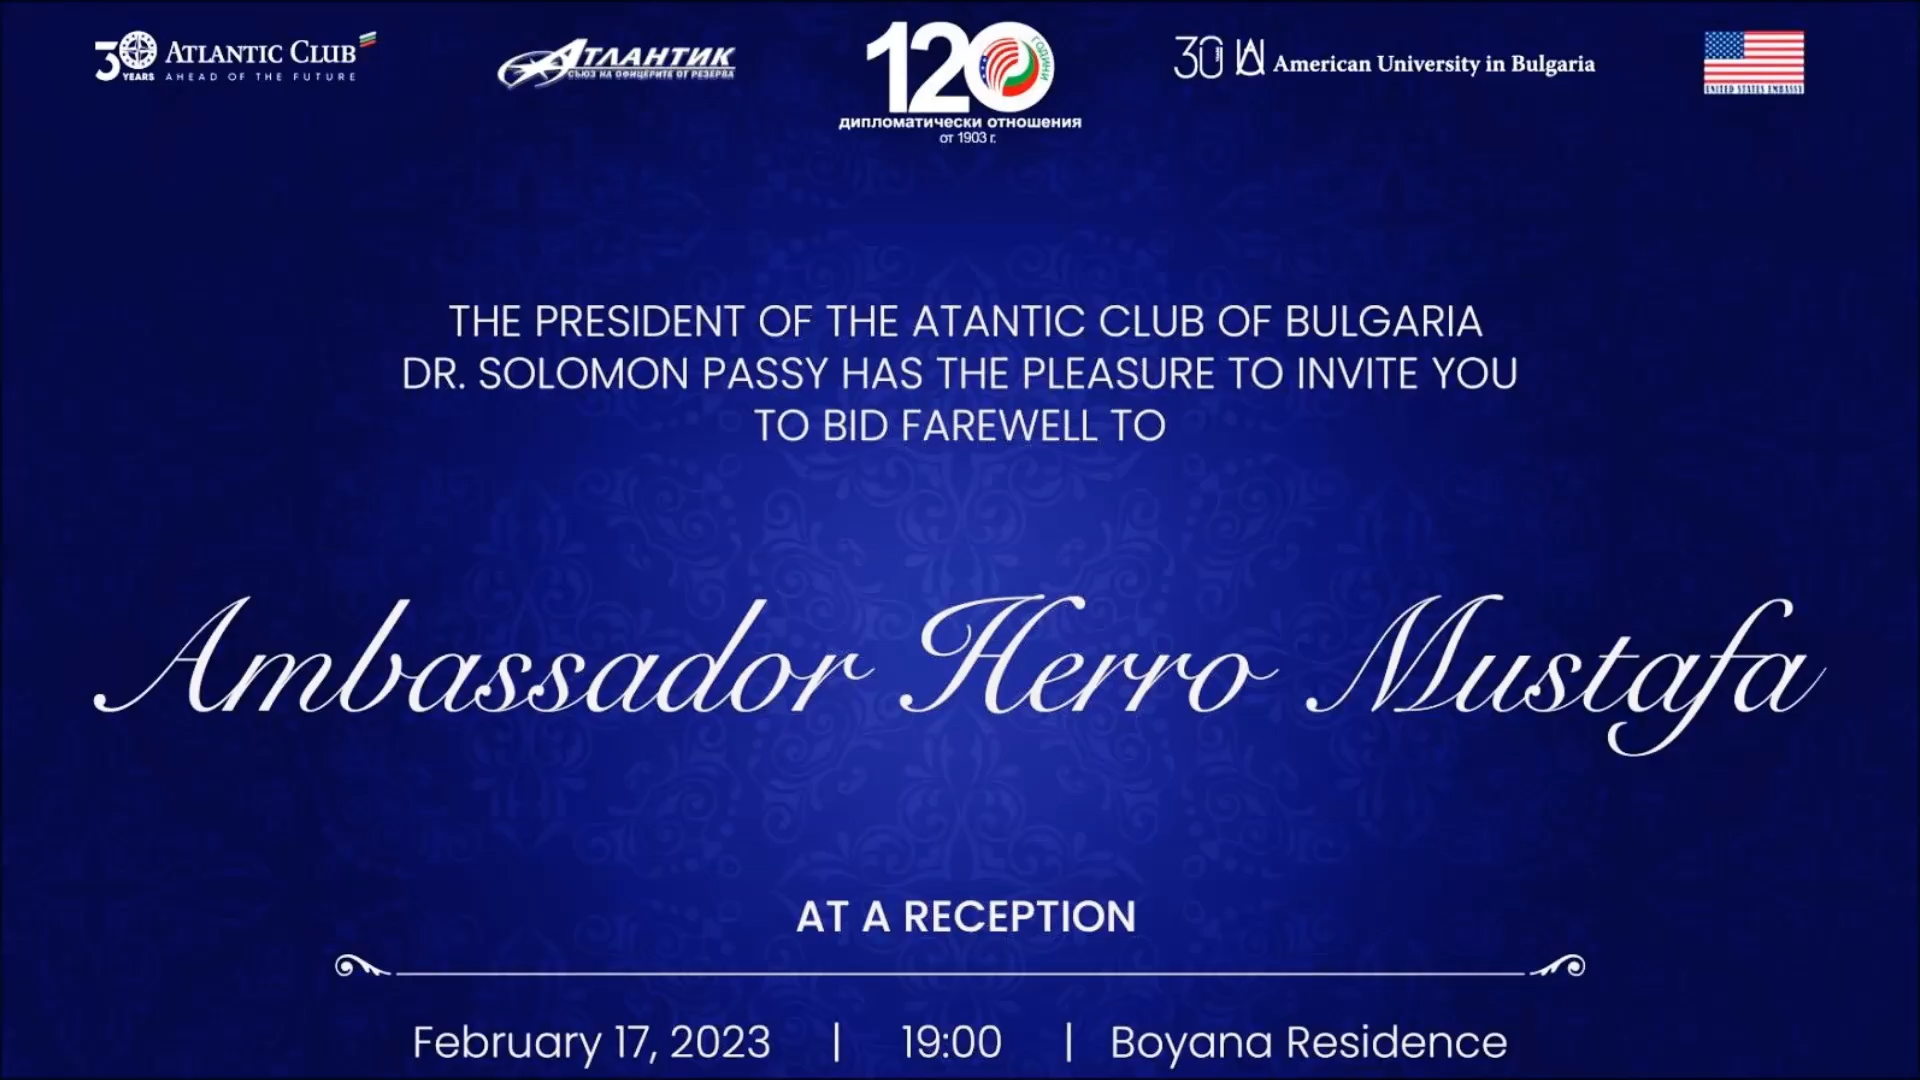 30 YEARS ATLANTIC CLUB
AHEAD OF THE FUTURE
АТЛАНТИК
СЪЮЗ НА ОФИЦЕРИТЕ ОТ РЕЗЕРВА
120 ГОДИНИ
дипломатически отношения
от 1903 г.
30 American University in Bulgaria
UNITED STATES EMBASSY
THE PRESIDENT OF THE ATANTIC CLUB OF BULGARIA
DR. SOLOMON PASSY HAS THE PLEASURE TO INVITE YOU
TO BID FAREWELL TO
Ambassador Herro Mustafa
AT A RECEPTION
February 17, 2023 | 19:00 | Boyana Residence